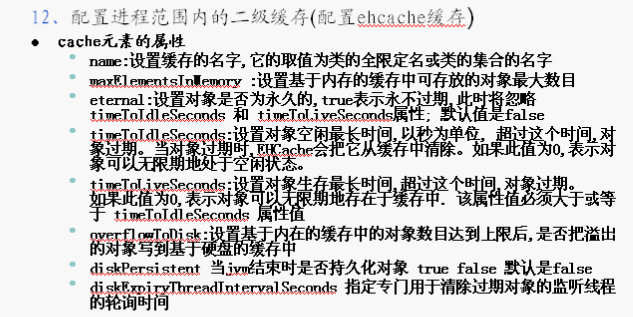 12、配置进程范围内的二级缓存(配置ehcache缓存)
cache元素的属性
name:设置缓存的名字,它的取值为类的全限定名或类的集合的名字
maxElementsInMemory :设置基于内存的缓存中可存放的对象最大数目
eternal:设置对象是否为永久的,true表示永不过期,此时将忽略
timeToIdleSeconds 和 timeToLiveSeconds属性; 默认值是false
timeToIdleSeconds:设置对象空闲最长时间,以秒为单位, 超过这个时间,对
象过期。当对象过期时,EHCache会把它从缓存中清除。如果此值为0,表示对
象可以无限期地处于空闲状态。
timeToLiveSeconds:设置对象生存最长时间,超过这个时间,对象过期。
如果此值为0,表示对象可以无限期地存在于缓存中. 该属性值必须大于或等
于 timeToIdleSeconds 属性值
overflowToDisk:设置基于内在的缓存中的对象数目达到上限后,是否把溢出
的对象写到基于硬盘的缓存中
diskPersistent 当jvm结束时是否持久化对象 true false 默认是false
diskExpiryThreadIntervalSeconds 指定专门用于清除过期对象的监听线程
的轮询时间